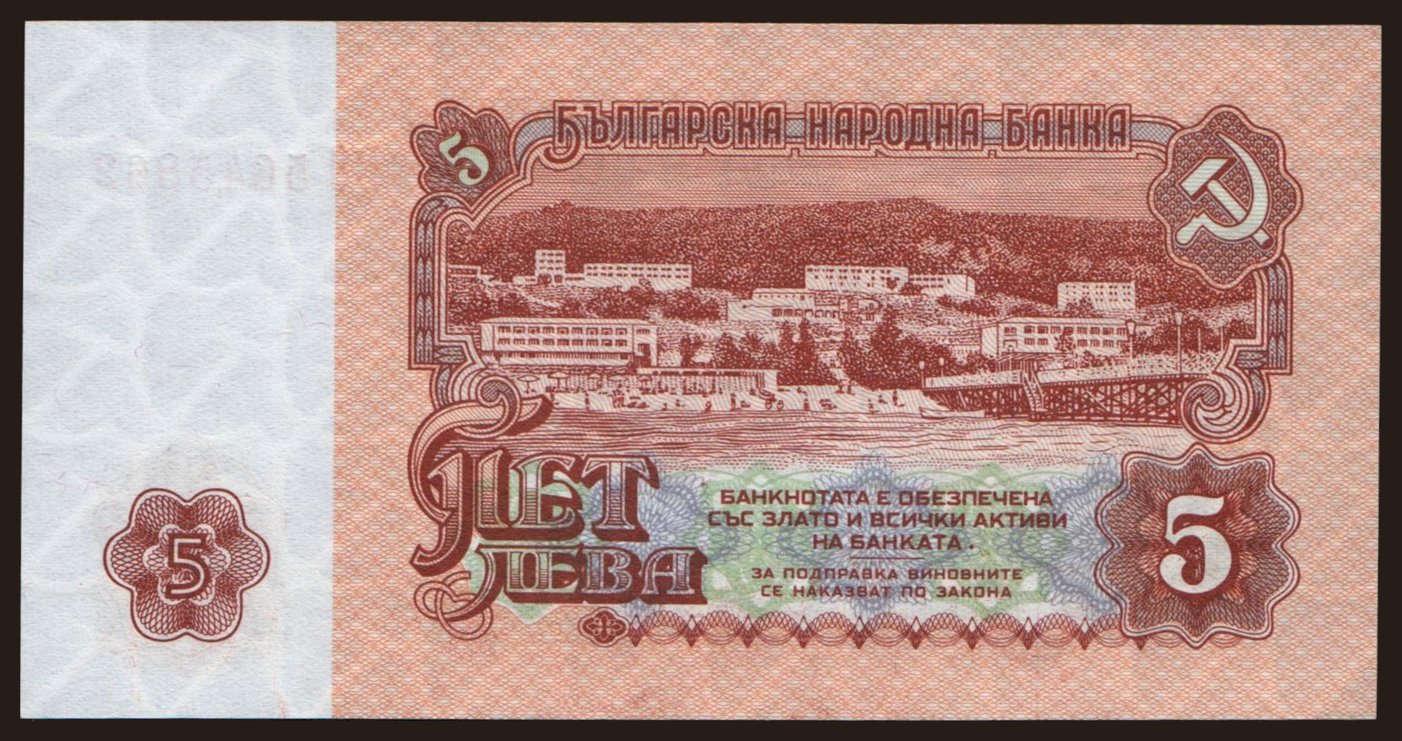 БЪЛГАРСКА НАРОДНА БАНКА
5
ПЕТ
ЛЕВА
БАНКНОТАТА Е ОБЕЗПЕЧЕНА
СЪС ЗЛАТО И ВСИЧКИ АКТИВИ
НА БАНКАТА.
ЗА ПОДПРАВКА ВИНОВНИТЕ
СЕ НАКАЗВАТ ПО ЗАКОНА
5
5